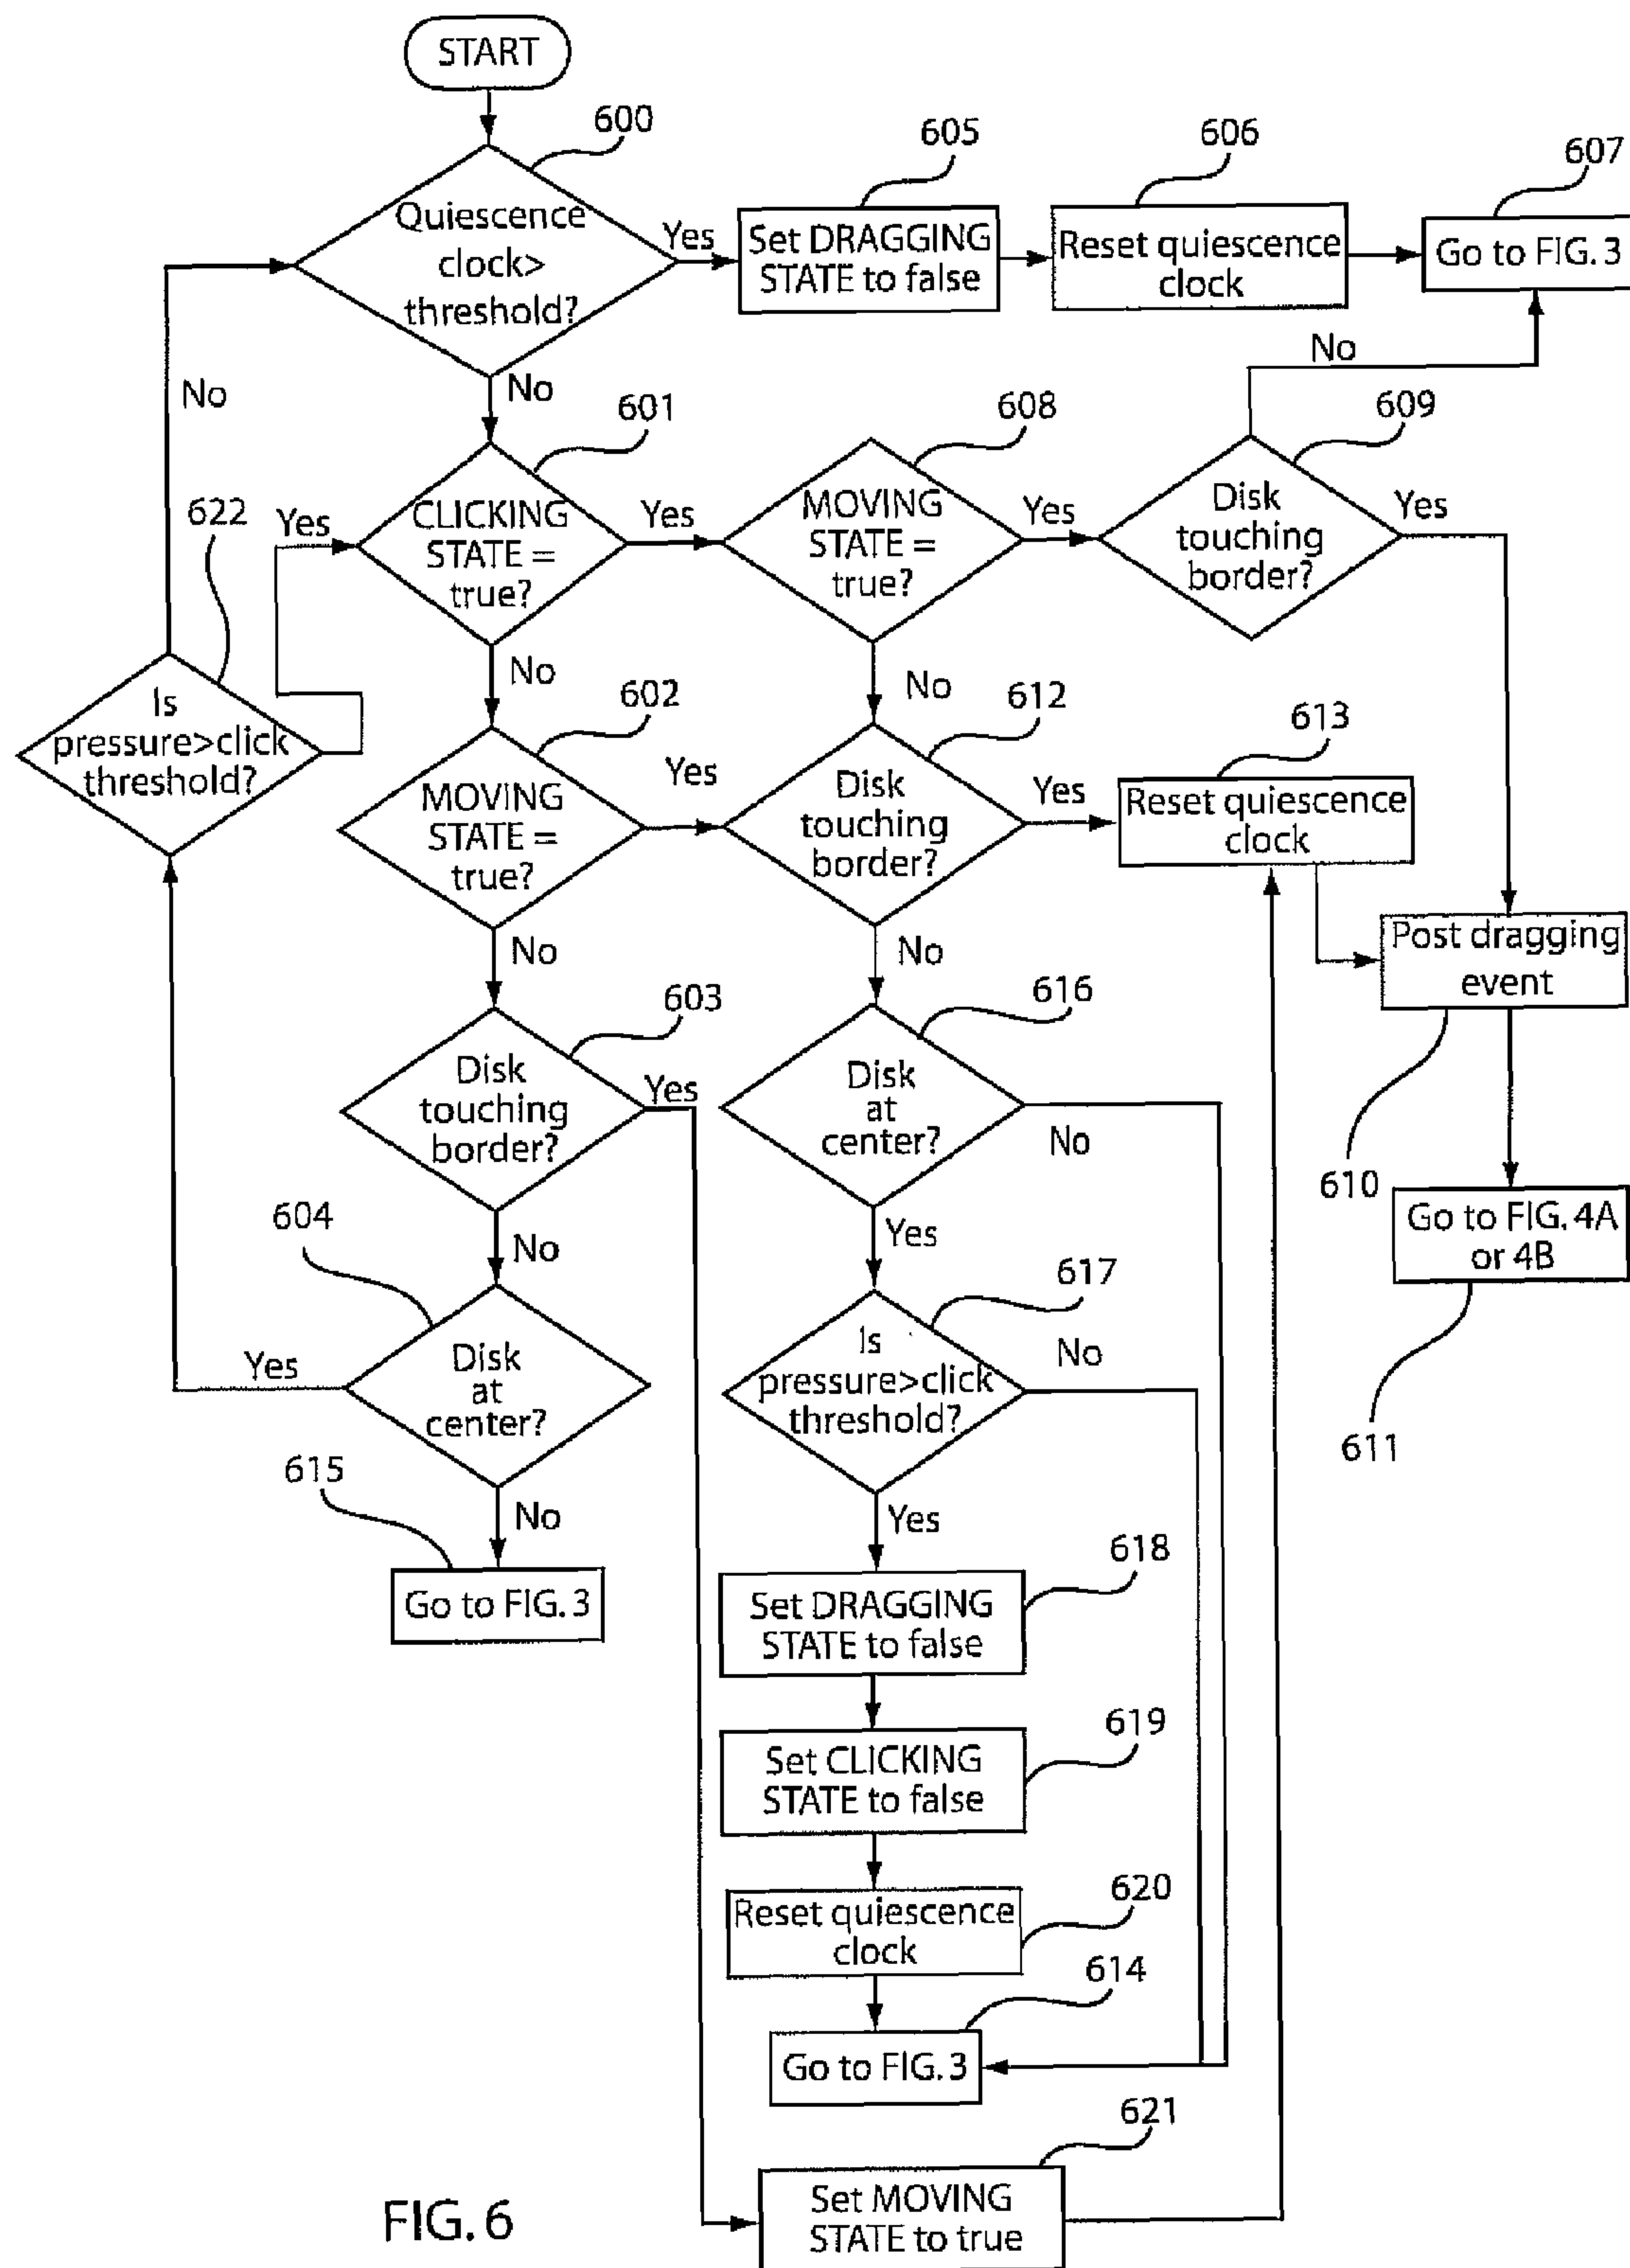 START
600
Quiescence
clock>
threshold?
Yes
605
Set DRAGGING
STATE to false
606
Reset quiescence
clock
607
Go to FIG. 3
No
No
No
601
CLICKING
STATE =
true?
Yes
608
MOVING
STATE =
true?
Yes
609
Disk
touching
border?
Yes
622
Yes
Is
pressure>click
threshold?
No
602
MOVING
STATE =
true?
Yes
No
612
Disk
touching
border?
Yes
613
Reset quiescence
clock
Post dragging
event
610
Go to FIG. 4A
or 4B
611
No
603
Disk
touching
border?
Yes
No
616
Disk
at
center?
No
604
No
Disk
at
center?
Yes
Yes
617
Is
pressure>click
threshold?
No
615
No
Go to FIG. 3
Yes
618
Set DRAGGING
STATE to false
619
Set CLICKING
STATE to false
620
Reset quiescence
clock
614
Go to FIG. 3
621
Set MOVING
STATE to true
FIG. 6